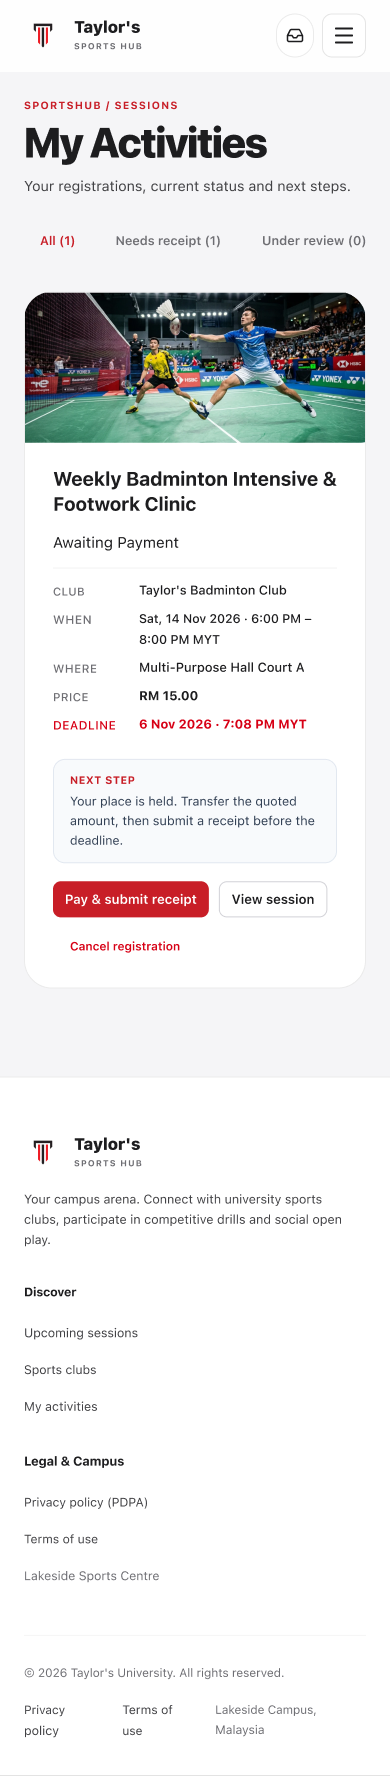 Taylor's
SPORTS HUB
SPORTSHUB / SESSIONS
My Activities
Your registrations, current status and next steps.
All (1)
Needs receipt (1)
Under review (0)
YONEX
YONEX
YONEX
HSBC
Weekly Badminton Intensive &
Footwork Clinic
Awaiting Payment
CLUB
Taylor's Badminton Club
WHEN
Sat, 14 Nov 2026 · 6:00 PM –
8:00 PM MYT
WHERE
Multi-Purpose Hall Court A
PRICE
RM 15.00
DEADLINE
6 Nov 2026 · 7:08 PM MYT
NEXT STEP
Your place is held. Transfer the quoted
amount, then submit a receipt before the
deadline.
Pay & submit receipt
View session
Cancel registration
Taylor's
SPORTS HUB
Your campus arena. Connect with university sports
clubs, participate in competitive drills and social open
play.
Discover
Upcoming sessions
Sports clubs
My activities
Legal & Campus
Privacy policy (PDPA)
Terms of use
Lakeside Sports Centre
© 2026 Taylor's University. All rights reserved.
Privacy
policy
Terms of
use
Lakeside Campus,
Malaysia